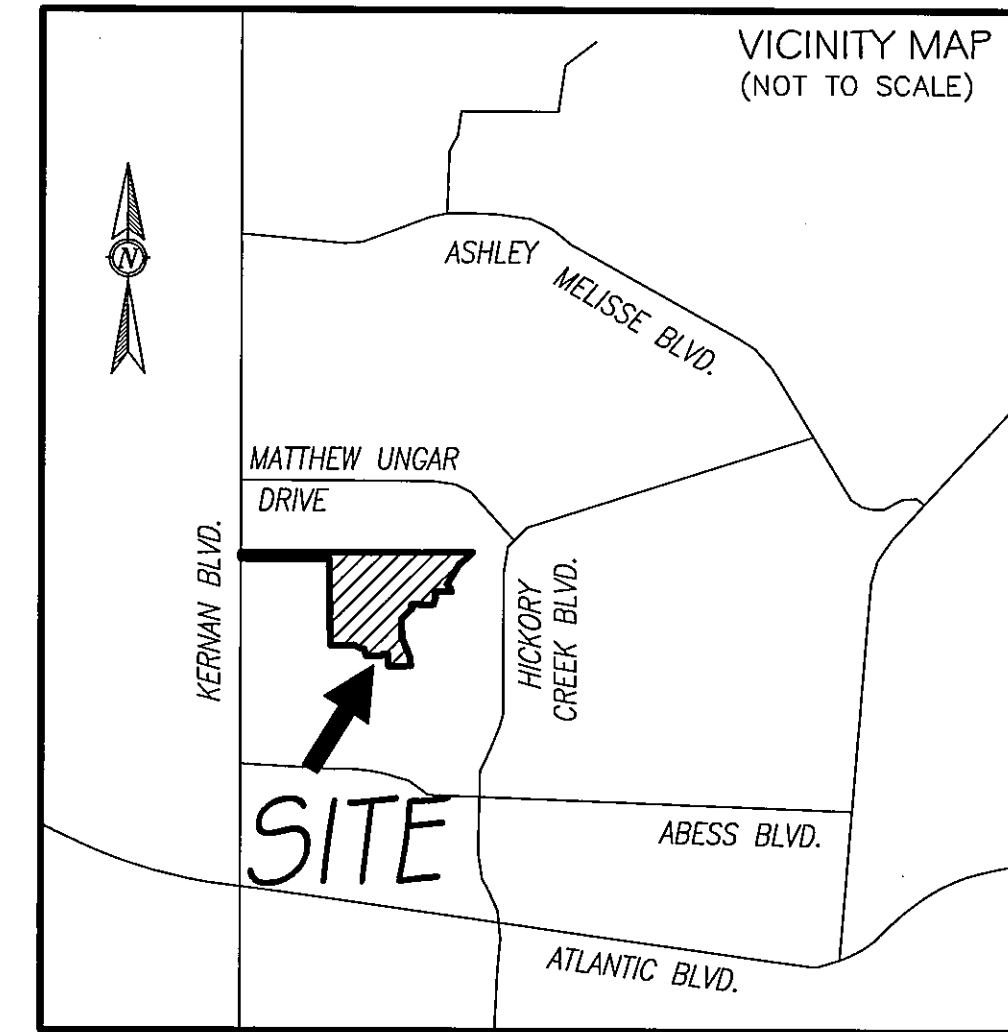 VICINITY MAP
(NOT TO SCALE)
N
ASHLEY
MELISSE BLVD.
MATTHEW UNGAR
DRIVE
KERNAN BLVD.
HICKORY
CREEK BLVD.
SITE
ABESS BLVD.
ATLANTIC BLVD.